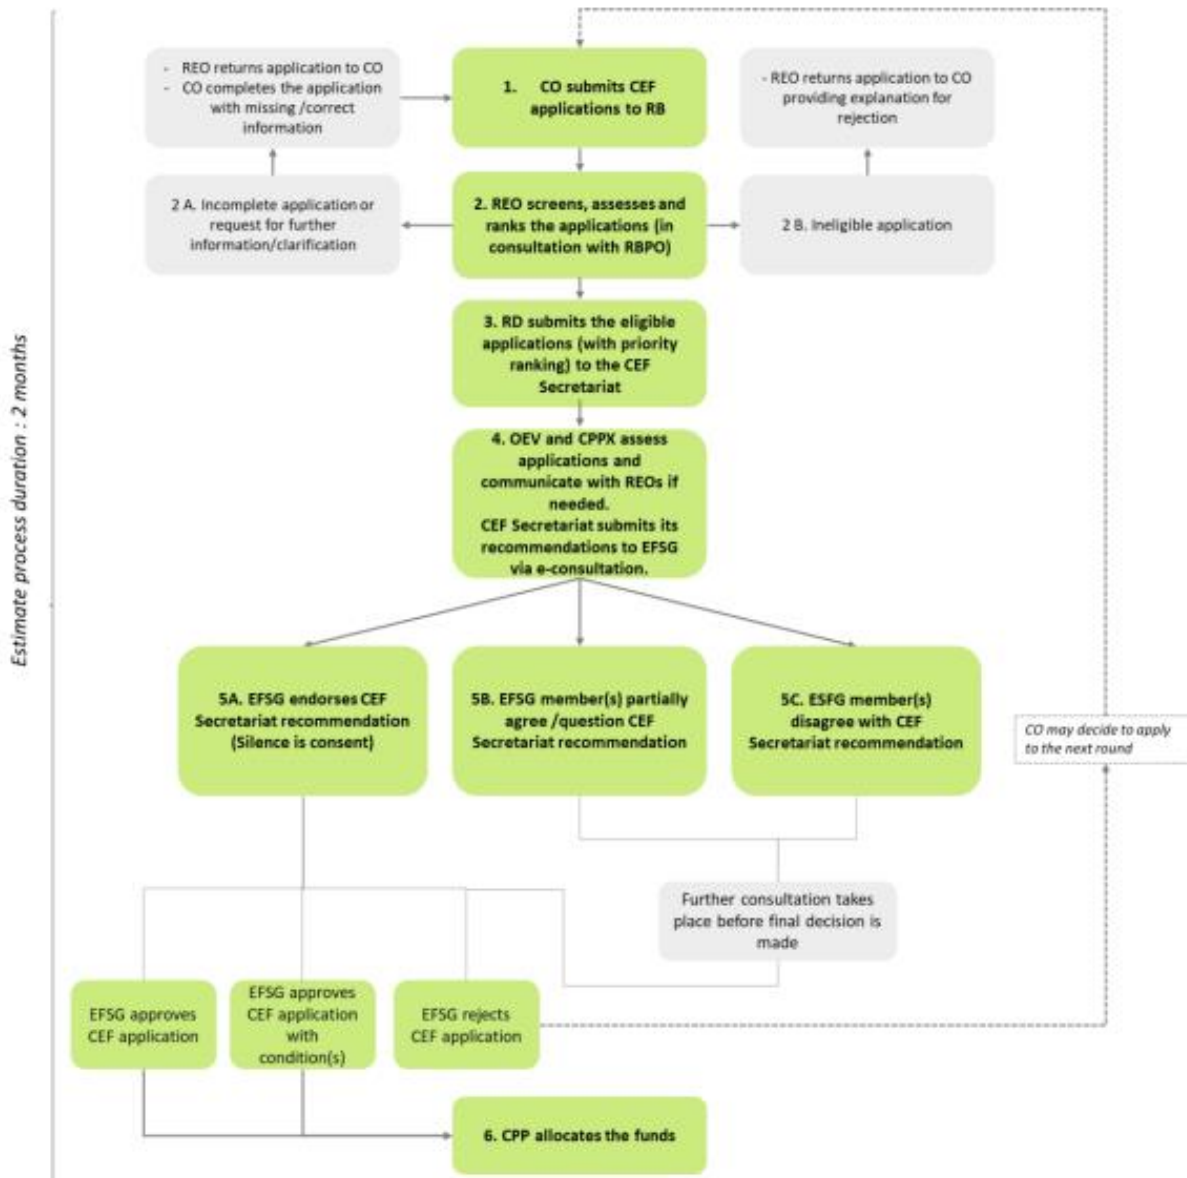 Estimate process duration : 2 months
- REO returns application to CO
- CO completes the application
with missing /correct
information
1. CO submits CEF
applications to RB
- REO returns application to CO
providing explanation for
rejection
2 A. Incomplete application or
request for further
information/clarification
2. REO screens, assesses and
ranks the applications (in
consultation with RBPO)
2 B. Ineligible application
3. RD submits the eligible
applications (with priority
ranking) to the CEF
Secretariat
4. OEV and CPPX assess
applications and
communicate with REOs if
needed.
CEF Secretariat submits its
recommendations to EFSG
via e-consultation.
5A. EFSG endorses CEF
Secretariat recommendation
(Silence is consent)
5B. EFSG member(s) partially
agree /question CEF
Secretariat recommendation
5C. ESFG member(s)
disagree with CEF
Secretariat recommendation
CO may decide to apply
to the next round
Further consultation takes
place before final decision is
made
EFSG approves
CEF application
EFSG approves
CEF application
with
condition(s)
EFSG rejects
CEF application
6. CPP allocates the funds